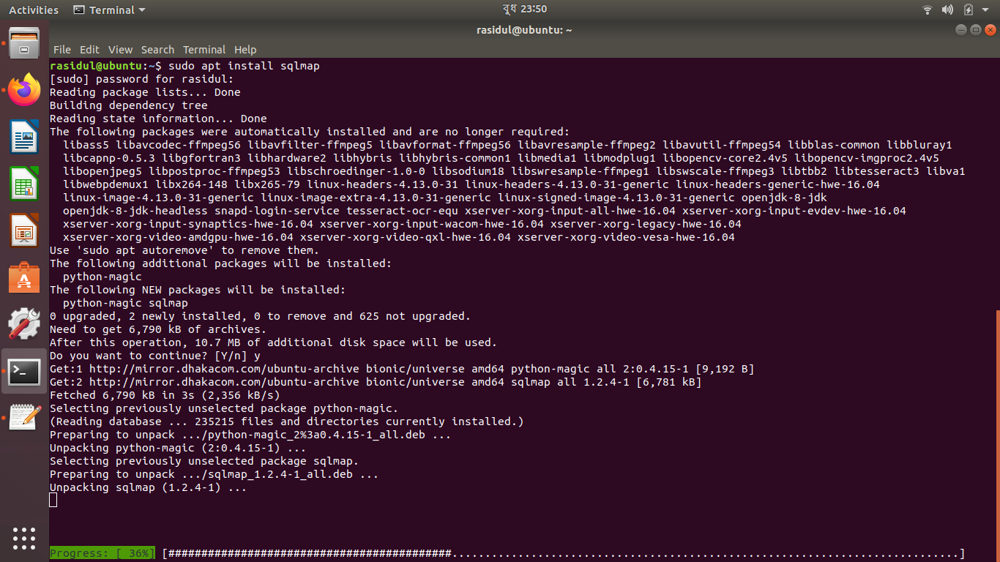 Activities Terminal বুধ 23:50
rasidul@ubuntu: ~
File Edit View Search Terminal Help
rasidul@ubuntu:~$ sudo apt install sqlmap
[sudo] password for rasidul:
Reading package lists... Done
Building dependency tree
Reading state information... Done
The following packages were automatically installed and are no longer required:
  libass5 libavcodec-ffmpeg56 libavfilter-ffmpeg5 libavformat-ffmpeg56 libavresample-ffmpeg2 libavutil-ffmpeg54 libblas-common libbluray1
  libcapnp-0.5.3 libgfortran3 libhardware2 libhybris libhybris-common1 libmedia1 libmodplug1 libopencv-core2.4v5 libopencv-imgproc2.4v5
  libopenjpeg5 libpostproc-ffmpeg53 libschroedinger-1.0-0 libsodium18 libswresample-ffmpeg1 libswscale-ffmpeg3 libtbb2 libtesseract3 libva1
  libwebpdemux1 libx264-148 libx265-79 linux-headers-4.13.0-31 linux-headers-4.13.0-31-generic linux-headers-generic-hwe-16.04
  linux-image-4.13.0-31-generic linux-image-extra-4.13.0-31-generic linux-signed-image-4.13.0-31-generic openjdk-8-jdk
  openjdk-8-jdk-headless snapd-login-service tesseract-ocr-equ xserver-xorg-input-all-hwe-16.04 xserver-xorg-input-evdev-hwe-16.04
  xserver-xorg-input-synaptics-hwe-16.04 xserver-xorg-input-wacom-hwe-16.04 xserver-xorg-legacy-hwe-16.04
  xserver-xorg-video-amdgpu-hwe-16.04 xserver-xorg-video-qxl-hwe-16.04 xserver-xorg-video-vesa-hwe-16.04
Use 'sudo apt autoremove' to remove them.
The following additional packages will be installed:
  python-magic
The following NEW packages will be installed:
  python-magic sqlmap
0 upgraded, 2 newly installed, 0 to remove and 625 not upgraded.
Need to get 6,790 kB of archives.
After this operation, 10.7 MB of additional disk space will be used.
Do you want to continue? [Y/n] y
Get:1 http://mirror.dhakacom.com/ubuntu-archive bionic/universe amd64 python-magic all 2:0.4.15-1 [9,192 B]
Get:2 http://mirror.dhakacom.com/ubuntu-archive bionic/universe amd64 sqlmap all 1.2.4-1 [6,781 kB]
Fetched 6,790 kB in 3s (2,356 kB/s)
Selecting previously unselected package python-magic.
(Reading database ... 235215 files and directories currently installed.)
Preparing to unpack .../python-magic_2%3a0.4.15-1_all.deb ...
Unpacking python-magic (2:0.4.15-1) ...
Selecting previously unselected package sqlmap.
Preparing to unpack .../sqlmap_1.2.4-1_all.deb ...
Unpacking sqlmap (1.2.4-1) ...
Progress: [ 36%] [###########################################.............................................................................]